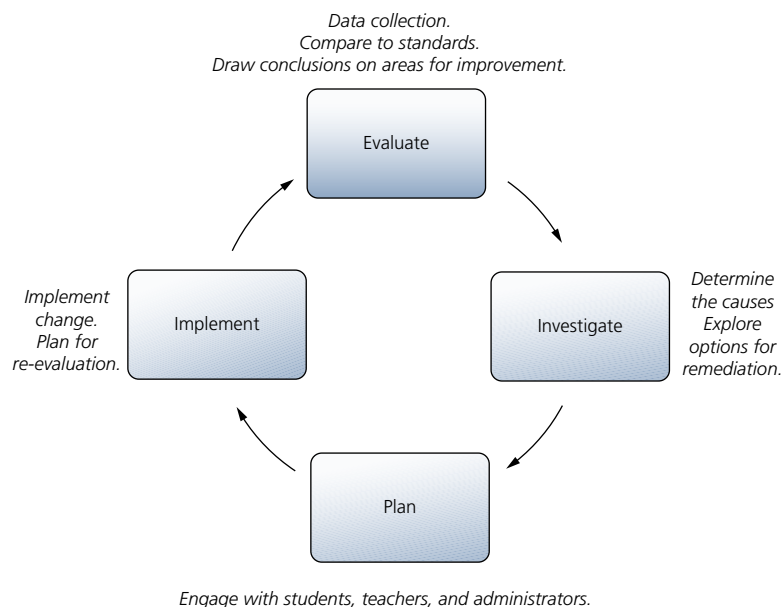 Data collection.
Compare to standards.
Draw conclusions on areas for improvement.
Evaluate
Investigate
Determine
the causes
Explore
options for
remediation.
Plan
Engage with students, teachers, and administrators.
Implement
Implement
change.
Plan for
re-evaluation.